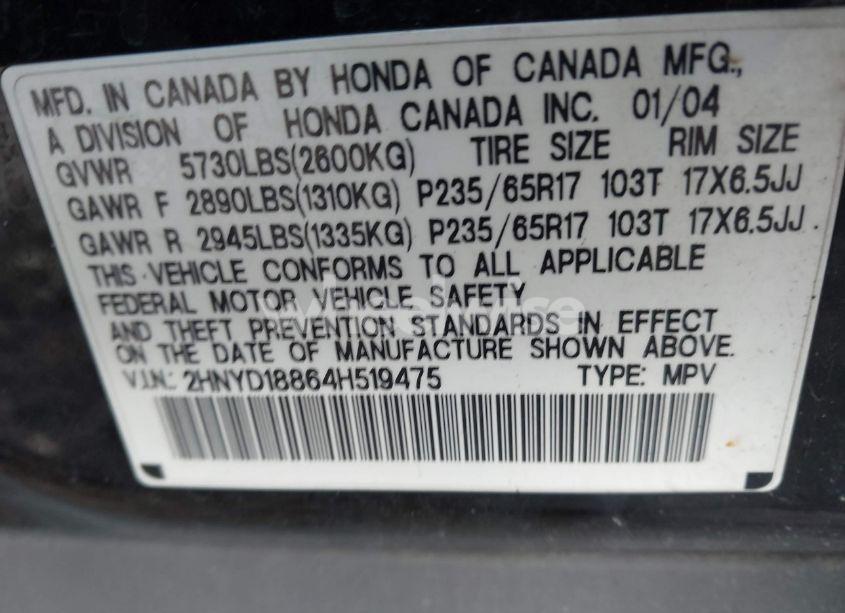 MFD. IN CANADA BY HONDA OF CANADA MFG.,
A DIVISION OF HONDA CANADA INC. 01/04
GVWR 5730LBS(2600KG) TIRE SIZE RIM SIZE
GAWR F 2890LBS(1310KG) P235/65R17 103T 17X6.5JJ
GAWR R 2945LBS(1335KG) P235/65R17 103T 17X6.5JJ
THIS VEHICLE CONFORMS TO ALL APPLICABLE
FEDERAL MOTOR VEHICLE SAFETY
AND THEFT PREVENTION STANDARDS IN EFFECT
ON THE DATE OF MANUFACTURE SHOWN ABOVE.
V.I.N.: 2HNYD18864H519475 TYPE: MPV